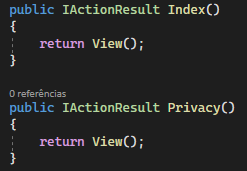 public IActionResult Index()
{
    return View();
}
0 referências
public IActionResult Privacy()
{
    return View();
}